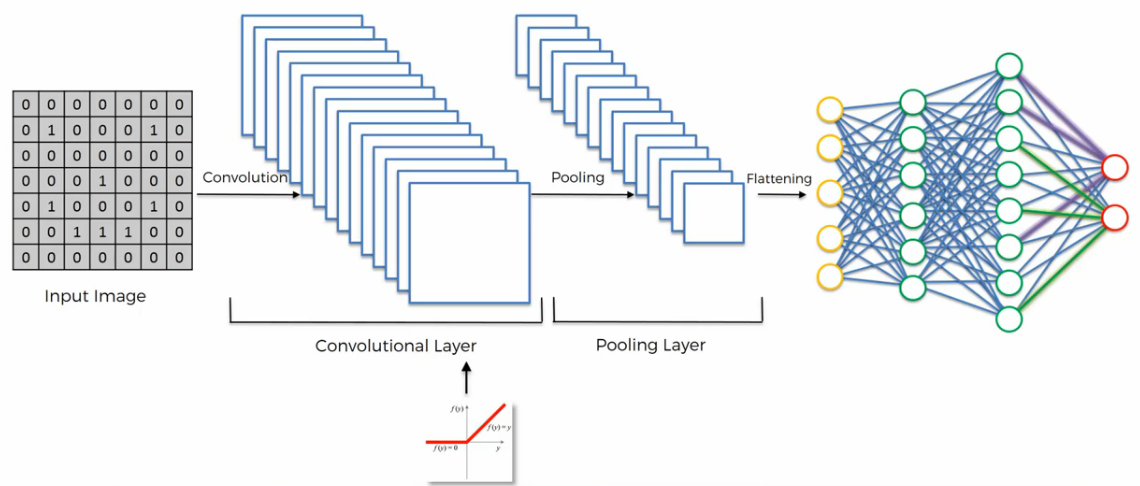 0 0 0 0 0 0 0
0 1 0 0 0 1 0
0 0 0 0 0 0 0
0 0 0 1 0 0 0
0 1 0 0 0 1 0
0 0 1 1 1 0 0
0 0 0 0 0 0 0
Input Image
Convolution
Pooling
Flattening
Convolutional Layer
Pooling Layer
f(y)
f(y)=y
f(y)=0
y